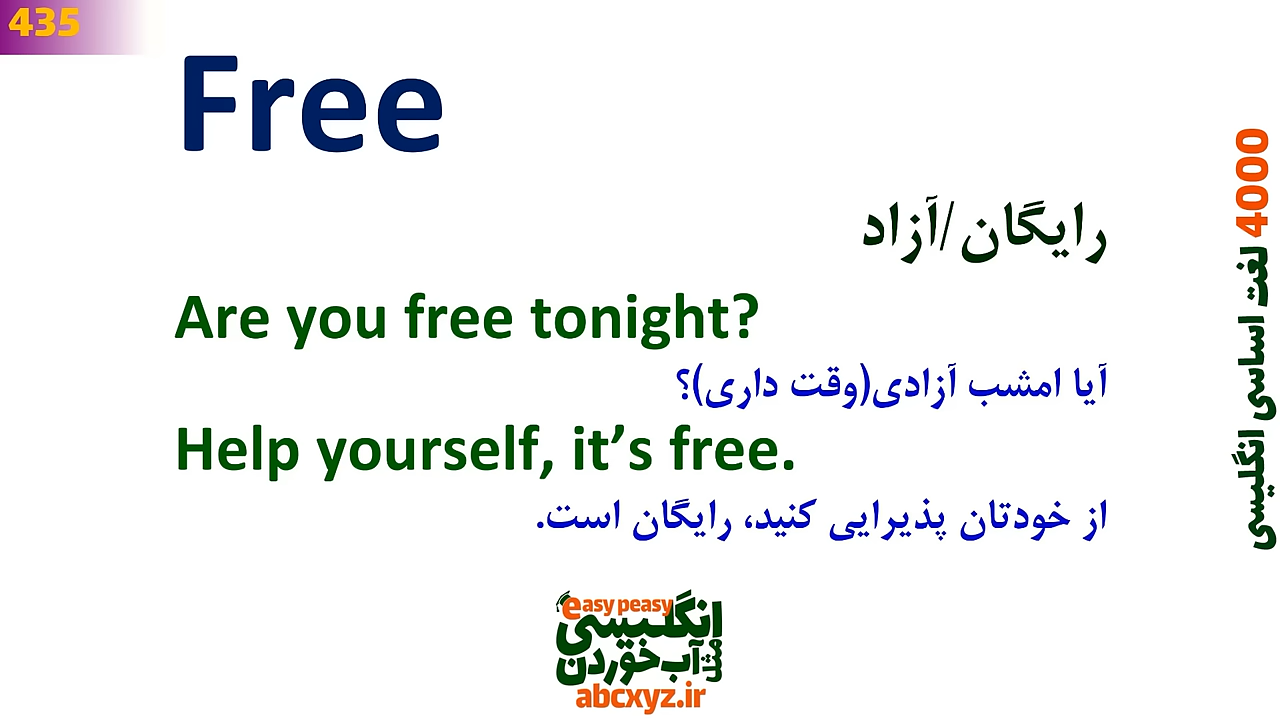 435
Free
رایگان/آزاد
Are you free tonight?
آیا امشب آزادی(وقت داری)؟
Help yourself, it’s free.
از خودتان پذیرایی کنید، رایگان است.
4000 لغت اساسی انگلیسی
easy peasy
انگلیسی
مثل آب خوردن
abcxyz.ir